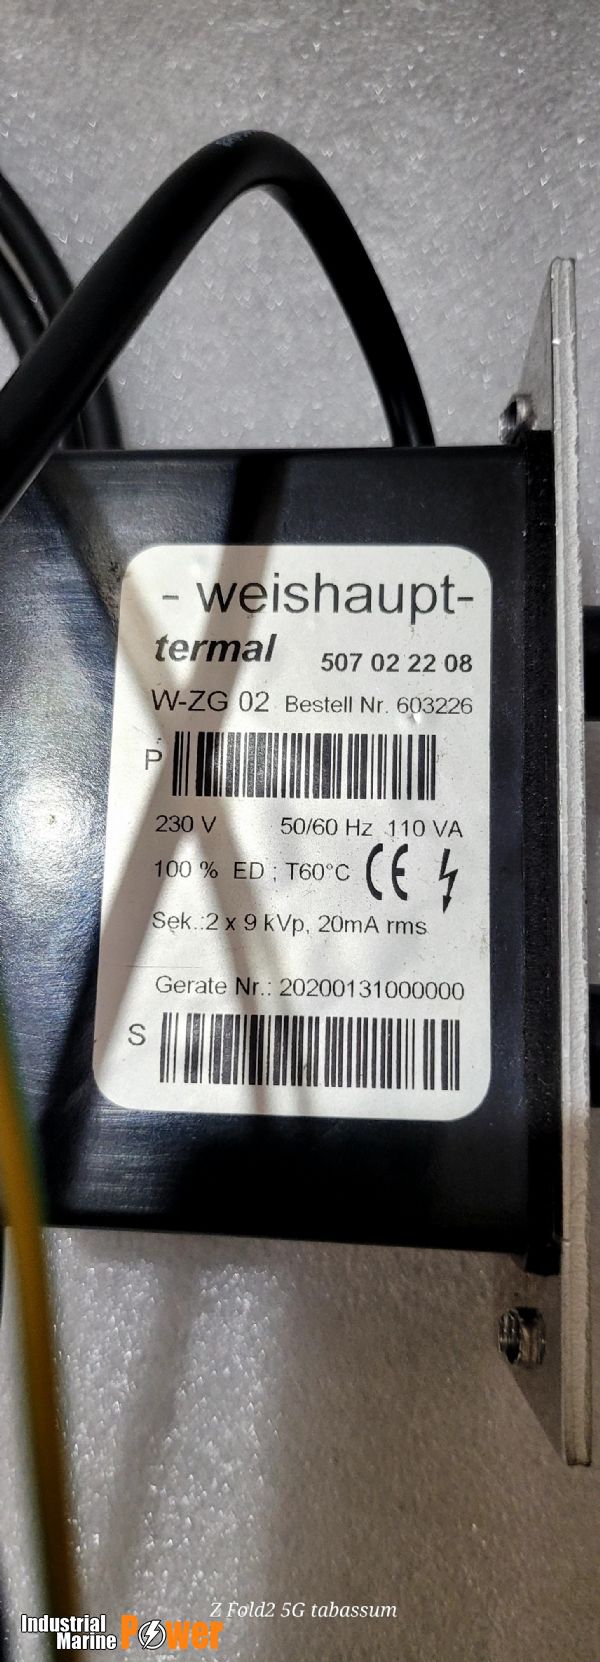 - weishaupt-
termal 507 02 22 08
W-ZG 02 Bestell Nr. 603226
P
230 V 50/60 Hz 110 VA
100 % ED ; T60°C CE
Sek.:2 x 9 kVp, 20mA rms
Gerate Nr.: 20200131000000
S
Z Fold2 5G tabassum
Industrial
Marine Power